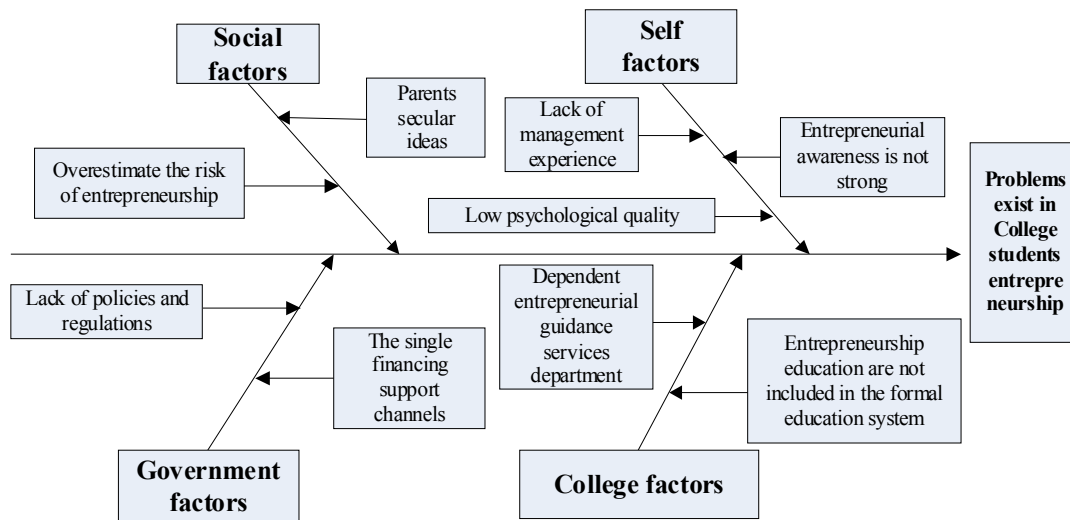 Social
factors
Self
factors
Parents
secular
ideas
Lack of
management
experience
Entrepreneurial
awareness is not
strong
Overestimate the risk
of entrepreneurship
Low psychological quality
Problems
exist in
College
students
entrepre
neurship
Lack of policies and
regulations
The single
financing
support
channels
Dependent
entrepreneurial
guidance
services
department
Entrepreneurship
education are not
included in the formal
education system
Government
factors
College factors